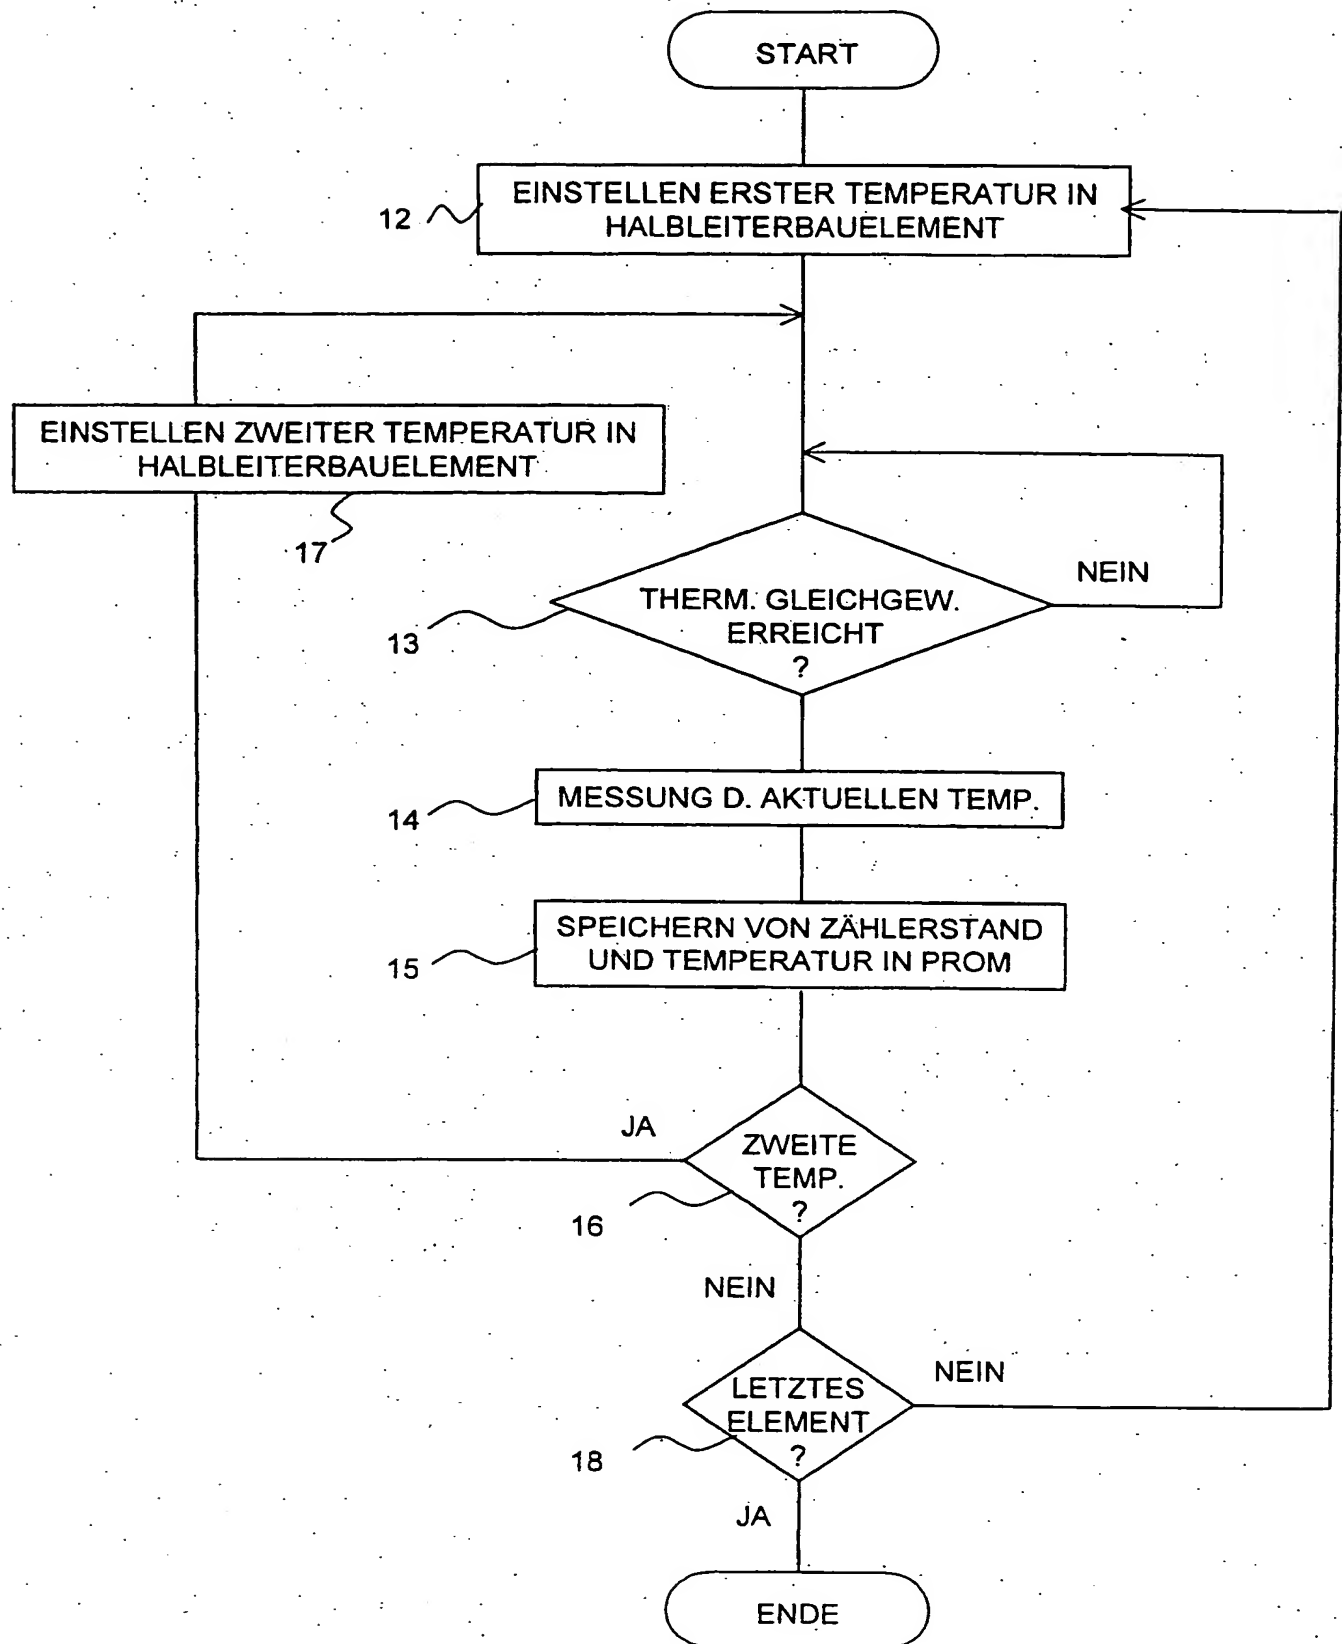 START
EINSTELLEN ERSTER TEMPERATUR IN
HALBLEITERBAUELEMENT
12
EINSTELLEN ZWEITER TEMPERATUR IN
HALBLEITERBAUELEMENT
17
NEIN
THERM. GLEICHGEW.
ERREICHT
?
13
MESSUNG D. AKTUELLEN TEMP.
14
SPEICHERN VON ZÄHLERSTAND
UND TEMPERATUR IN PROM
15
JA
ZWEITE
TEMP.
?
16
NEIN
LETZTES
ELEMENT
?
NEIN
18
JA
ENDE